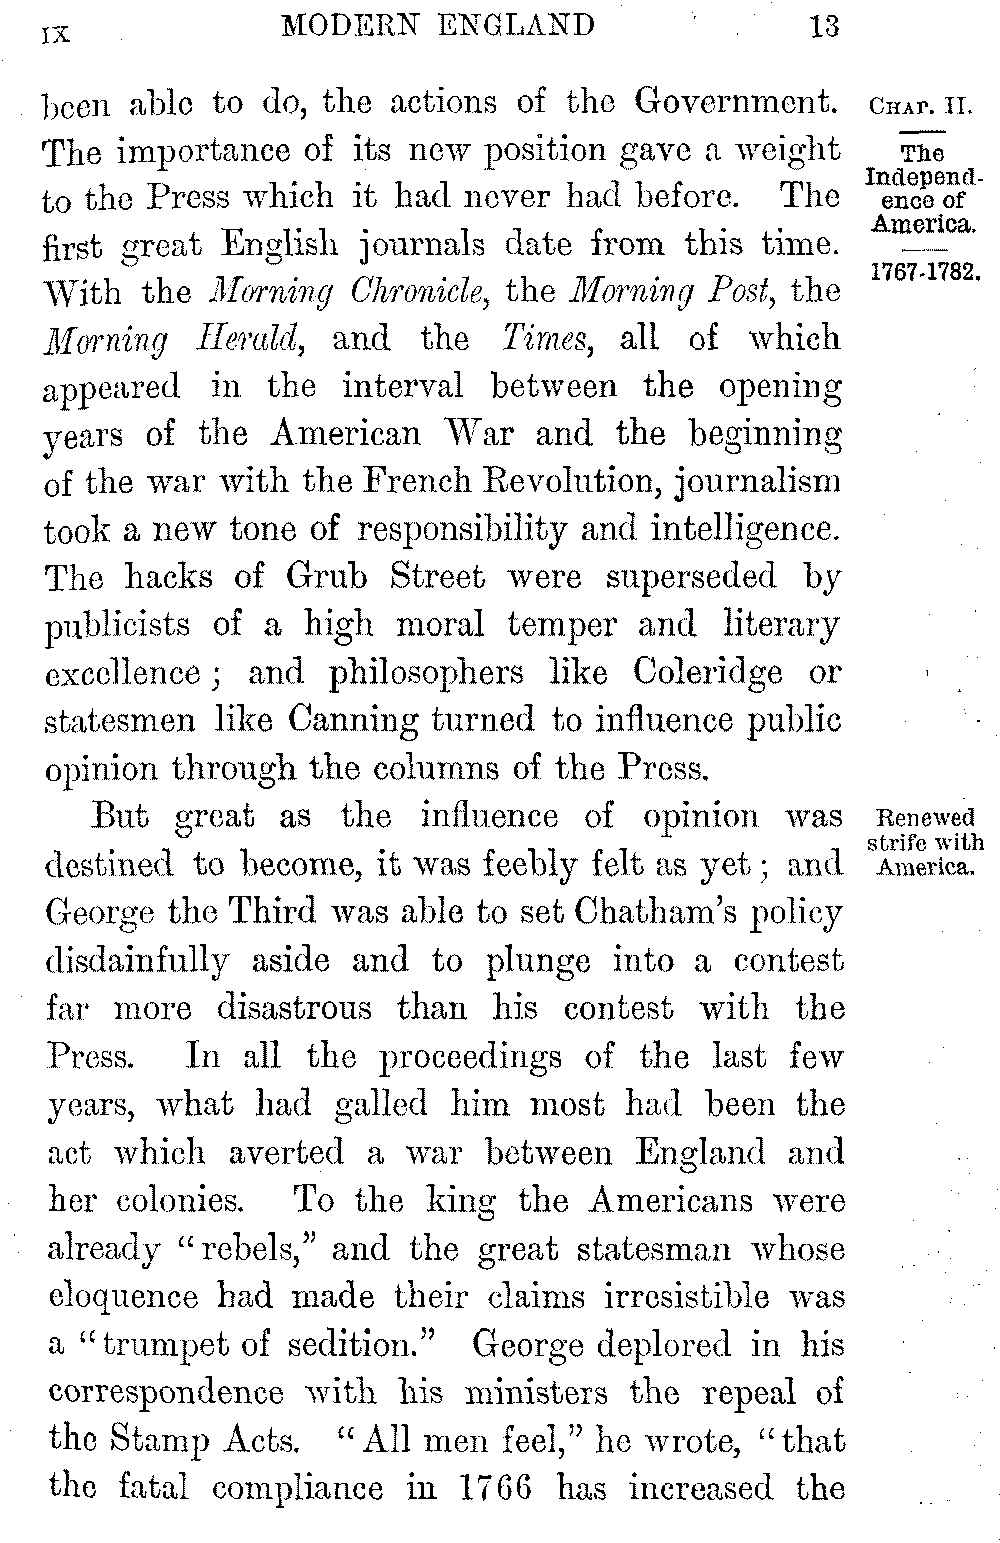 IX MODERN ENGLAND 13
been able to do, the actions of the Government.
The importance of its new position gave a weight
to the Press which it had never had before. The
first great English journals date from this time.
With the Morning Chronicle, the Morning Post, the
Morning Herald, and the Times, all of which
appeared in the interval between the opening
years of the American War and the beginning
of the war with the French Revolution, journalism
took a new tone of responsibility and intelligence.
The hacks of Grub Street were superseded by
publicists of a high moral temper and literary
excellence; and philosophers like Coleridge or
statesmen like Canning turned to influence public
opinion through the columns of the Press.
But great as the influence of opinion was
destined to become, it was feebly felt as yet; and
George the Third was able to set Chatham's policy
disdainfully aside and to plunge into a contest
far more disastrous than his contest with the
Press. In all the proceedings of the last few
years, what had galled him most had been the
act which averted a war between England and
her colonies. To the king the Americans were
already "rebels," and the great statesman whose
eloquence had made their claims irresistible was
a "trumpet of sedition." George deplored in his
correspondence with his ministers the repeal of
the Stamp Acts. "All men feel," he wrote, "that
the fatal compliance in 1766 has increased the
CHAP. II.
The
Independ-
ence of
America.
1767-1782.
Renewed
strife with
America.